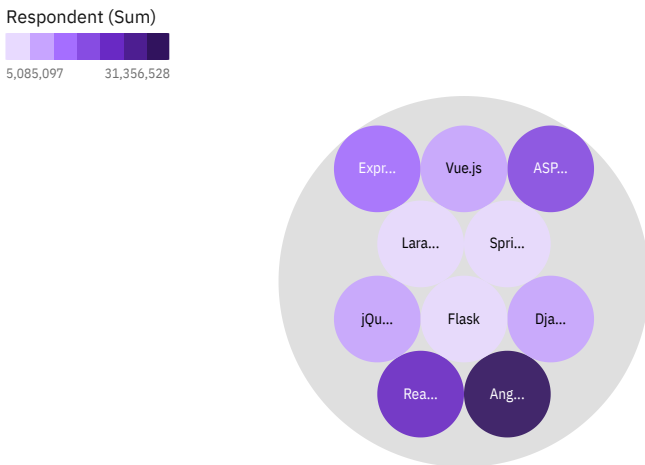 Respondent (Sum)
5,085,097 31,356,528
Expr... Vue.js ASP...
Lara... Spri...
jQu... Flask Dja...
Rea... Ang...